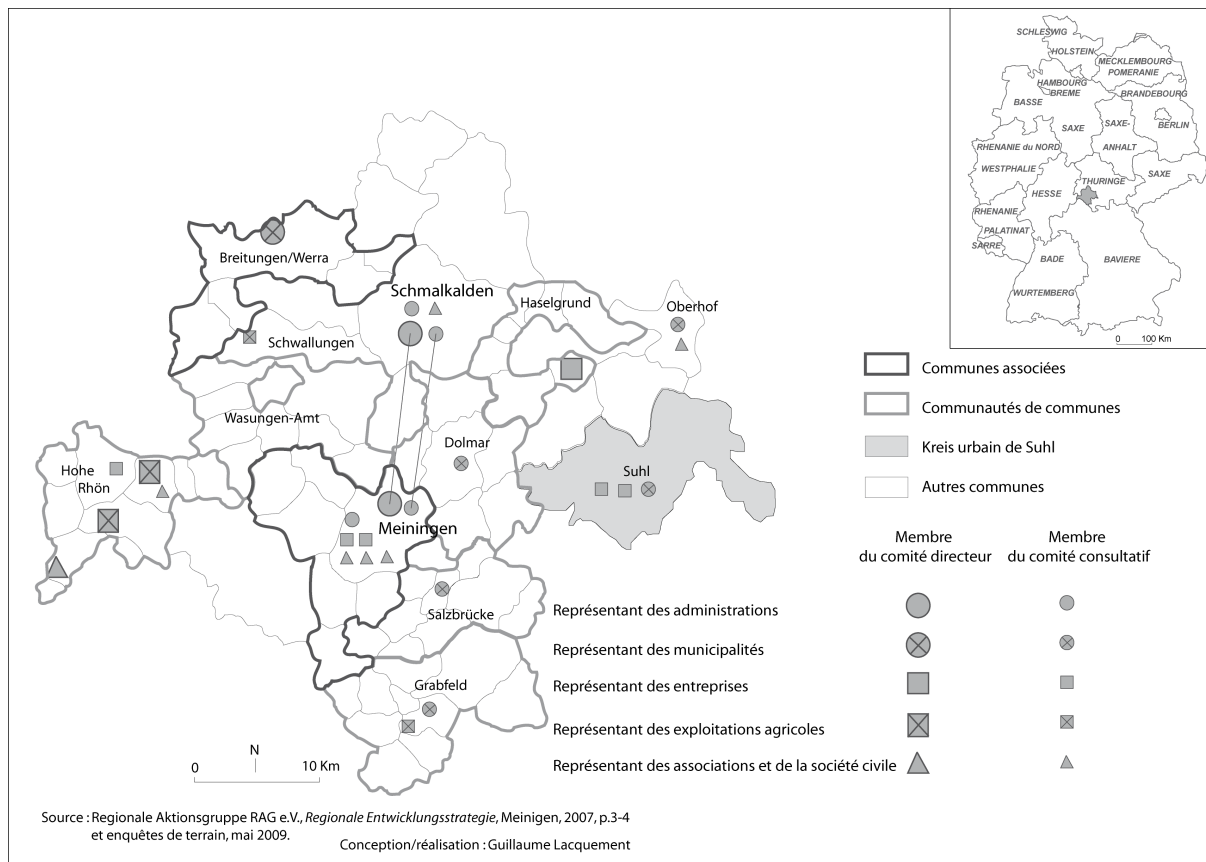 SCHLESWIG
HOLSTEIN
MECKLEMBOURG
POMERANIE
HAMBOURG
BREME
BRANDEBOURG
BASSE
SAXE
SAXE-
ANHALT
BERLIN
RHENANIE du NORD
WESTPHALIE
SAXE
HESSE
THURINGE
RHENANIE
PALATINAT
SARRE
BADE
BAVIERE
WURTEMBERG
0 100 Km
Breitungen/Werra
Schmalkalden
Haselgrund
Oberhof
Schwallungen
Wasungen-Amt
Dolmar
Hohe
Rhön
Suhl
Meiningen
Salzbrücke
Grabfeld
Communes associées
Communautés de communes
Kreis urbain de Suhl
Autres communes
Membre
du comité directeur
Membre
du comité consultatif
Représentant des administrations
Représentant des municipalités
Représentant des entreprises
Représentant des exploitations agricoles
Représentant des associations et de la société civile
N
0 10 Km
Source : Regionale Aktionsgruppe RAG e.V., Regionale Entwicklungsstrategie, Meinigen, 2007, p.3-4
et enquêtes de terrain, mai 2009.
Conception/réalisation : Guillaume Lacquement